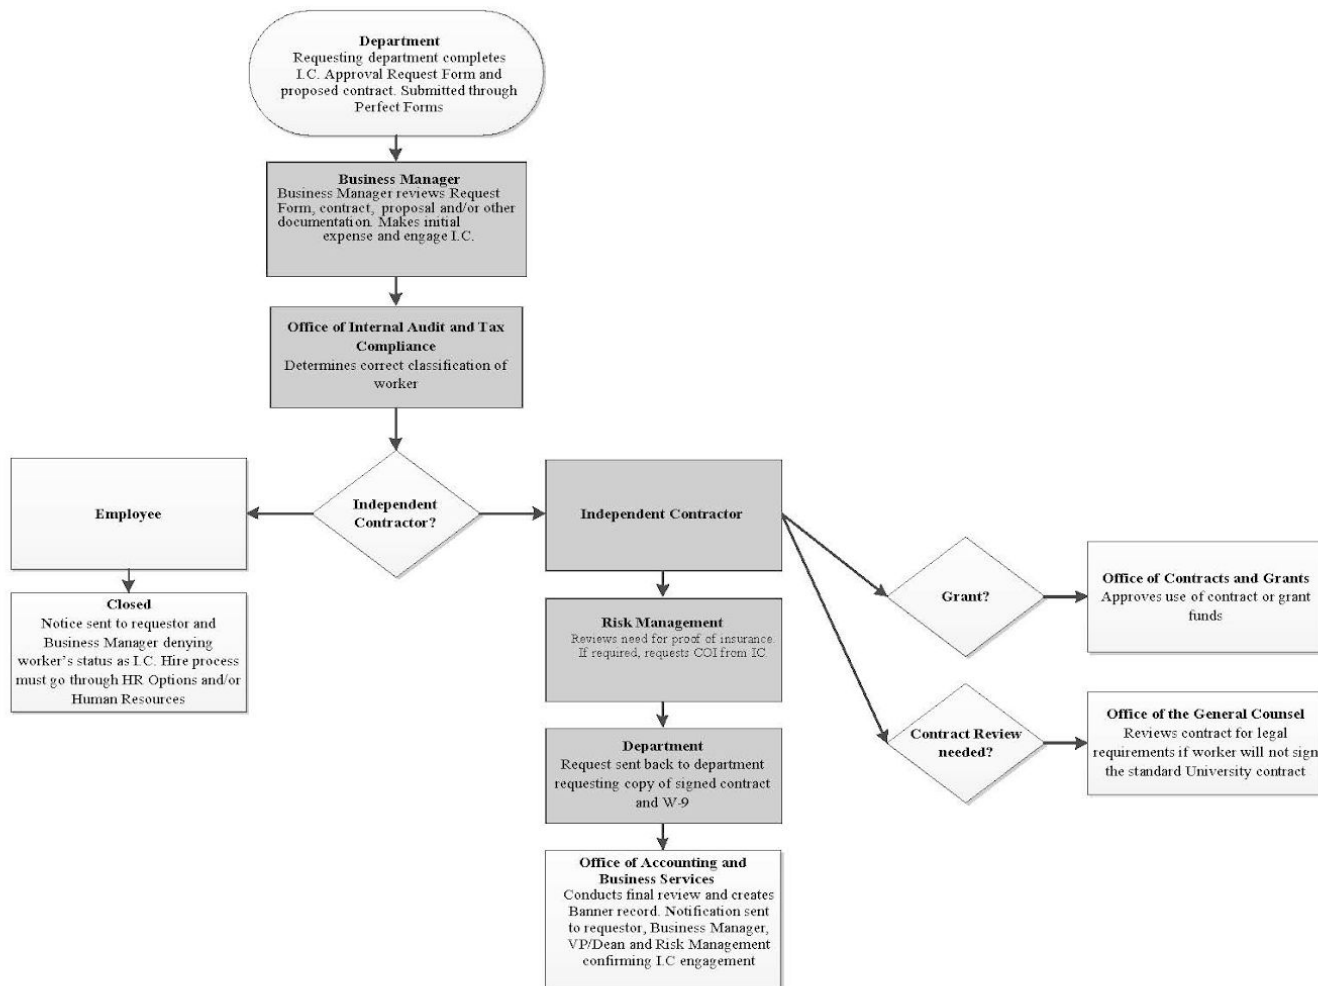 Department
Requesting department completes
I.C. Approval Request Form and
proposed contract. Submitted through
Perfect Forms
Business Manager
Business Manager reviews Request
Form, contract, proposal and/or other
documentation. Makes initial
expense and engage I.C.
Office of Internal Audit and Tax
Compliance
Determines correct classification of
worker
Independent
Contractor?
Employee
Closed
Notice sent to requestor and
Business Manager denying
worker's status as I.C. Hire process
must go through HR Options and/or
Human Resources
Independent Contractor
Risk Management
Reviews need for proof of insurance.
If required, requests COI from IC.
Department
Request sent back to department
requesting copy of signed contract
and W-9
Office of Accounting and
Business Services
Conducts final review and creates
Banner record. Notification sent
to requestor, Business Manager,
VP/Dean and Risk Management
confirming I.C engagement
Grant?
Office of Contracts and Grants
Approves use of contract or grant
funds
Contract Review
needed?
Office of the General Counsel
Reviews contract for legal
requirements if worker will not sign
the standard University contract